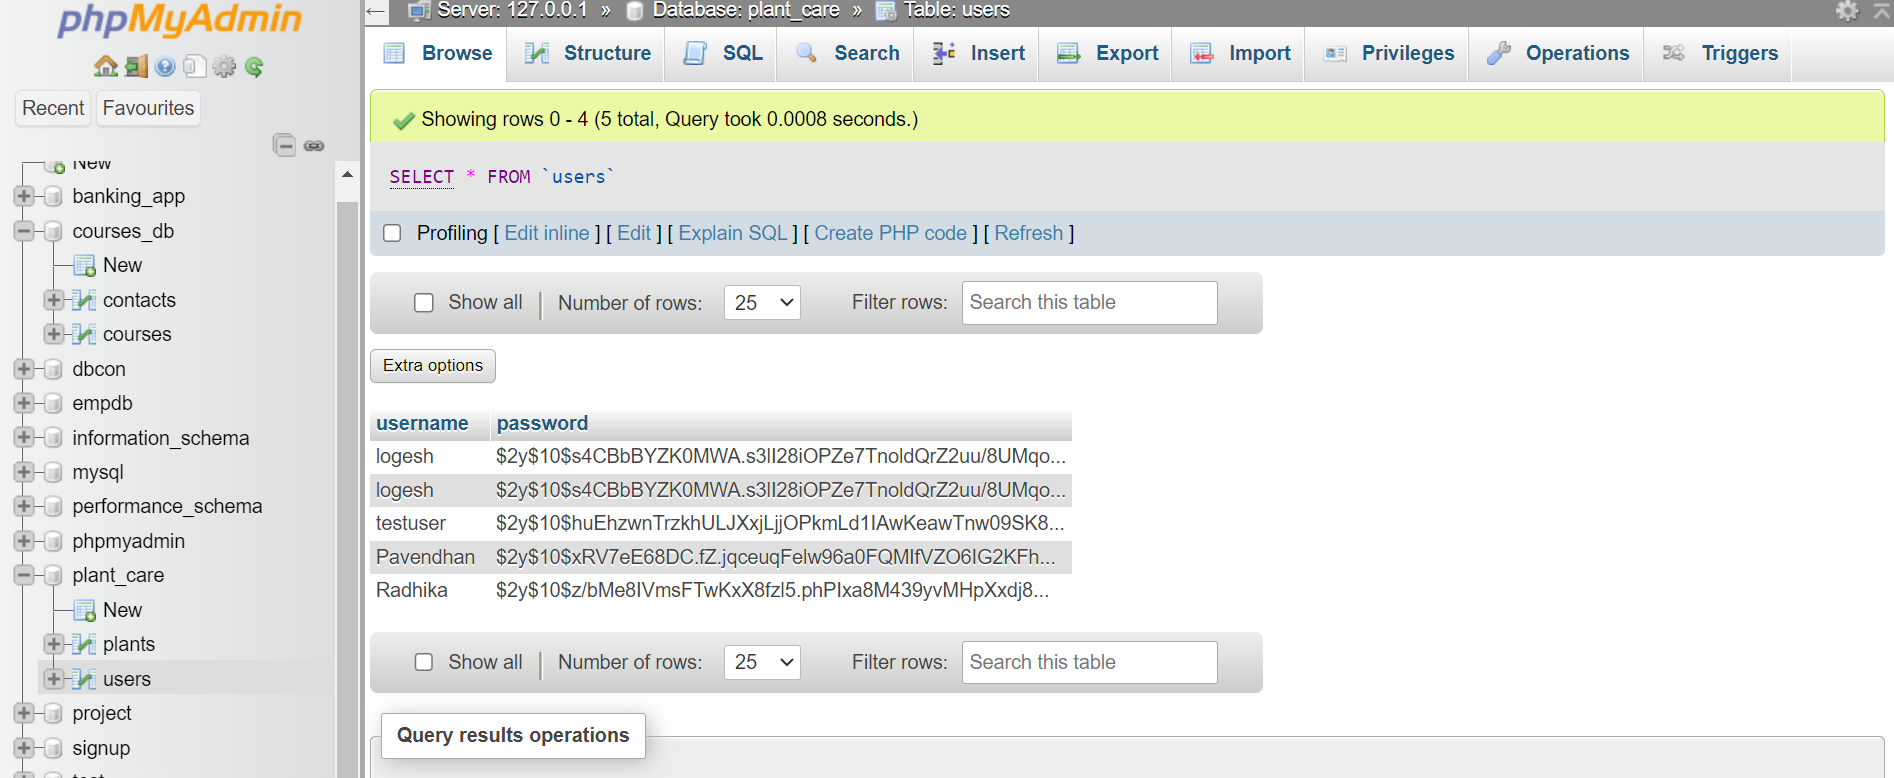 phpMyAdmin
Recent Favourites
New
banking_app
courses_db
New
contacts
courses
dbcon
empdb
information_schema
mysql
performance_schema
phpmyadmin
plant_care
New
plants
users
project
signup
Server: 127.0.0.1 » Database: plant_care » Table: users
Browse Structure SQL Search Insert Export Import Privileges Operations Triggers
Showing rows 0 - 4 (5 total, Query took 0.0008 seconds.)
SELECT * FROM `users`
Profiling [ Edit inline ] [ Edit ] [ Explain SQL ] [ Create PHP code ] [ Refresh ]
Show all | Number of rows: 25 Filter rows: Search this table
Extra options
username password
logesh $2y$10$s4CBbBYZK0MWA.s3lI28iOPZe7TnoldQrZ2uu/8UMqo...
logesh $2y$10$s4CBbBYZK0MWA.s3lI28iOPZe7TnoldQrZ2uu/8UMqo...
testuser $2y$10$huEhzwnTrzkhULJXxjLjjOPkmLd1IAwKeawTnw09SK8...
Pavendhan $2y$10$xRV7eE68DC.fZ.jqceuqFelw96a0FQMIfVZO6IG2KFh...
Radhika $2y$10$z/bMe8IVmsFTwKxX8fzl5.phPIxa8M439yvMHpXxdj8...
Show all | Number of rows: 25 Filter rows: Search this table
Query results operations